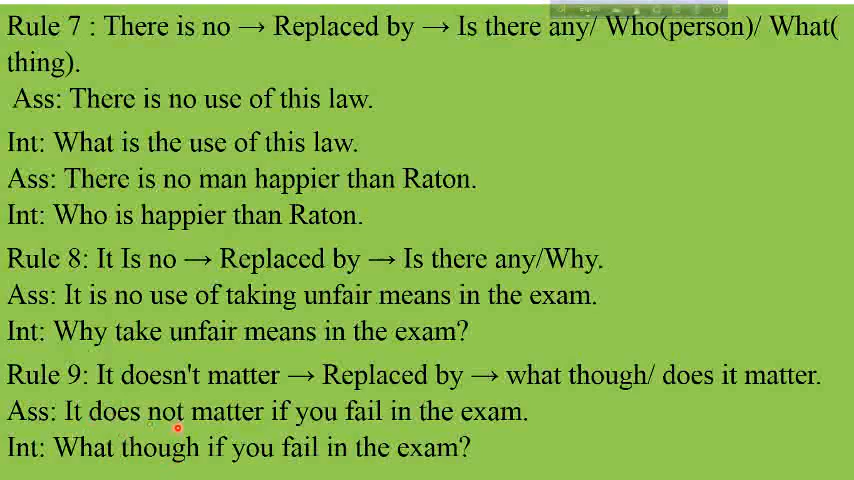 Rule 7 : There is no → Replaced by → Is there any/ Who(person)/ What(
thing).
Ass: There is no use of this law.
Int: What is the use of this law.
Ass: There is no man happier than Raton.
Int: Who is happier than Raton.
Rule 8: It Is no → Replaced by → Is there any/Why.
Ass: It is no use of taking unfair means in the exam.
Int: Why take unfair means in the exam?
Rule 9: It doesn't matter → Replaced by → what though/ does it matter.
Ass: It does not matter if you fail in the exam.
Int: What though if you fail in the exam?